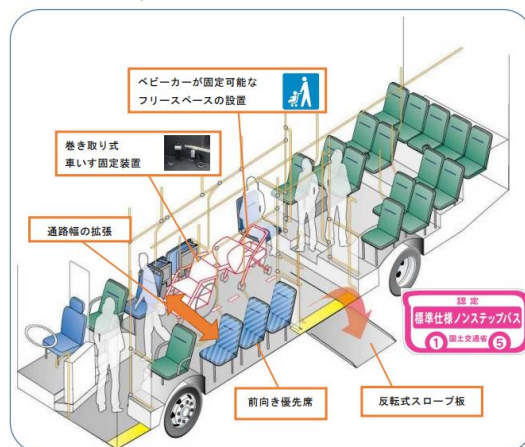 ベビーカーが固定可能な
フリースペースの設置
巻き取り式
車いす固定装置
通路幅の拡張
認定
標準仕様ノンステップバス
① 国土交通省 ⑤
前向き優先席
反転式スロープ板